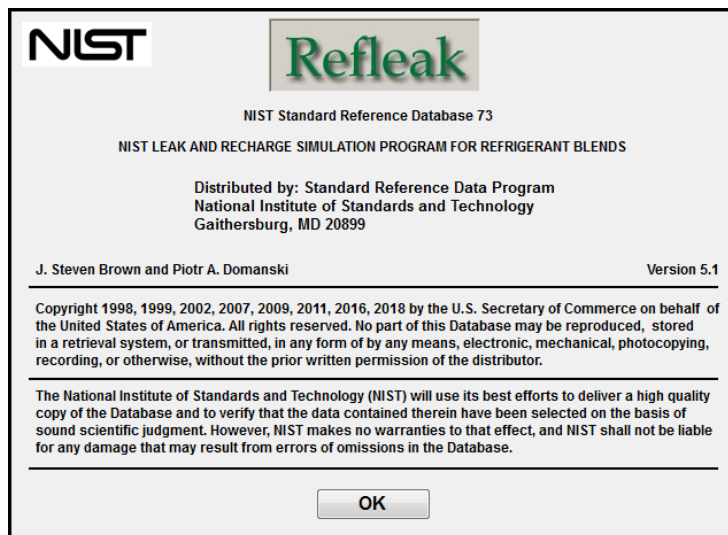 NIST
Refleak
NIST Standard Reference Database 73
NIST LEAK AND RECHARGE SIMULATION PROGRAM FOR REFRIGERANT BLENDS
Distributed by: Standard Reference Data Program
National Institute of Standards and Technology
Gaithersburg, MD 20899
J. Steven Brown and Piotr A. Domanski Version 5.1
Copyright 1998, 1999, 2002, 2007, 2009, 2011, 2016, 2018 by the U.S. Secretary of Commerce on behalf of
the United States of America. All rights reserved. No part of this Database may be reproduced, stored
in a retrieval system, or transmitted, in any form of by any means, electronic, mechanical, photocopying,
recording, or otherwise, without the prior written permission of the distributor.
The National Institute of Standards and Technology (NIST) will use its best efforts to deliver a high quality
copy of the Database and to verify that the data contained therein have been selected on the basis of
sound scientific judgment. However, NIST makes no warranties to that effect, and NIST shall not be liable
for any damage that may result from errors of omissions in the Database.
OK